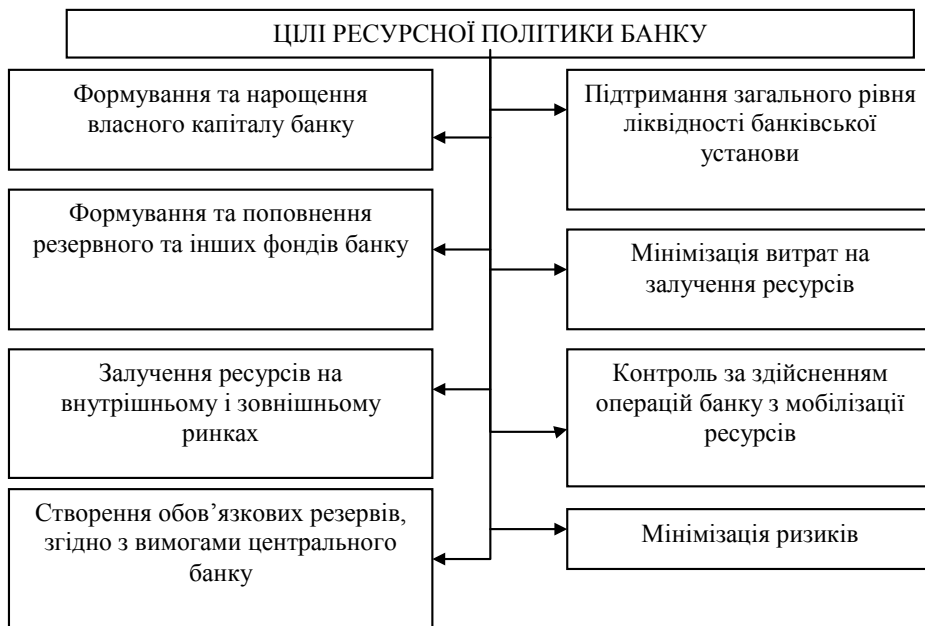 ЦІЛІ РЕСУРСНОЇ ПОЛІТИКИ БАНКУ
Формування та нарощення
власного капіталу банку
Підтримання загального рівня
ліквідності банківської
установи
Формування та поповнення
резервного та інших фондів банку
Мінімізація витрат на
залучення ресурсів
Залучення ресурсів на
внутрішньому і зовнішньому
ринках
Контроль за здійсненням
операцій банку з мобілізації
ресурсів
Створення обов’язкових резервів,
згідно з вимогами центрального
банку
Мінімізація ризиків